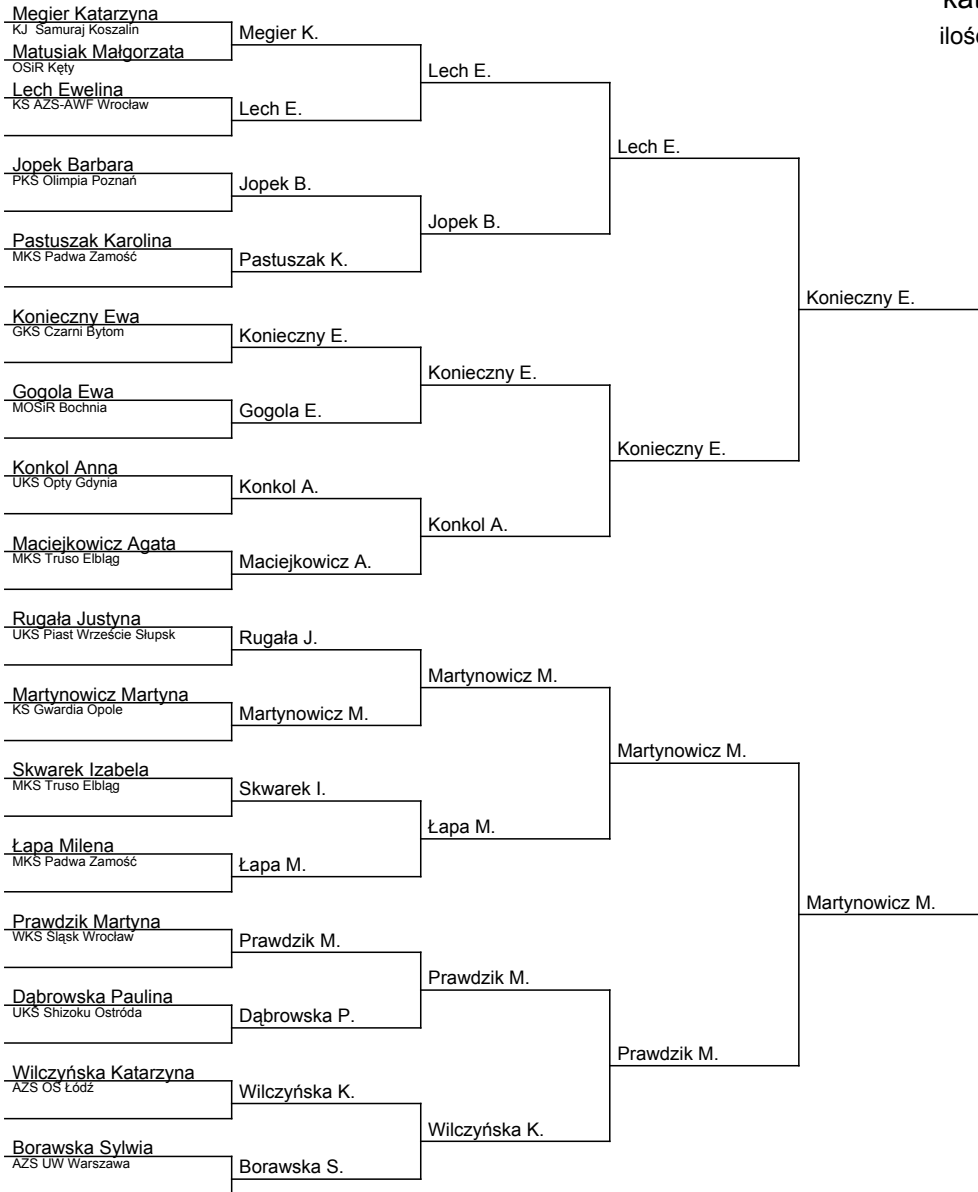 Megier Katarzyna
KJ Samuraj Koszalin
Matusiak Małgorzata
OSiR Kęty
Lech Ewelina
KS AZS-AWF Wrocław
Jopek Barbara
PKS Olimpia Poznań
Pastuszak Karolina
MKS Padwa Zamość
Konieczny Ewa
GKS Czarni Bytom
Gogola Ewa
MOSiR Bochnia
Konkol Anna
UKS Opty Gdynia
Maciejkowicz Agata
MKS Truso Elbląg
Rugała Justyna
UKS Piast Wrzeście Słupsk
Martynowicz Martyna
KS Gwardia Opole
Skwarek Izabela
MKS Truso Elbląg
Łapa Milena
MKS Padwa Zamość
Prawdzik Martyna
WKS Śląsk Wrocław
Dąbrowska Paulina
UKS Shizoku Ostróda
Wilczyńska Katarzyna
AZS OŚ Łódź
Borawska Sylwia
AZS UW Warszawa
Megier K.
Lech E.
Jopek B.
Pastuszak K.
Konieczny E.
Gogola E.
Konkol A.
Maciejkowicz A.
Rugała J.
Martynowicz M.
Skwarek I.
Łapa M.
Prawdzik M.
Dąbrowska P.
Wilczyńska K.
Borawska S.
Lech E.
Jopek B.
Konieczny E.
Konkol A.
Martynowicz M.
Łapa M.
Prawdzik M.
Wilczyńska K.
Lech E.
Konieczny E.
Martynowicz M.
Prawdzik M.
Konieczny E.
Martynowicz M.